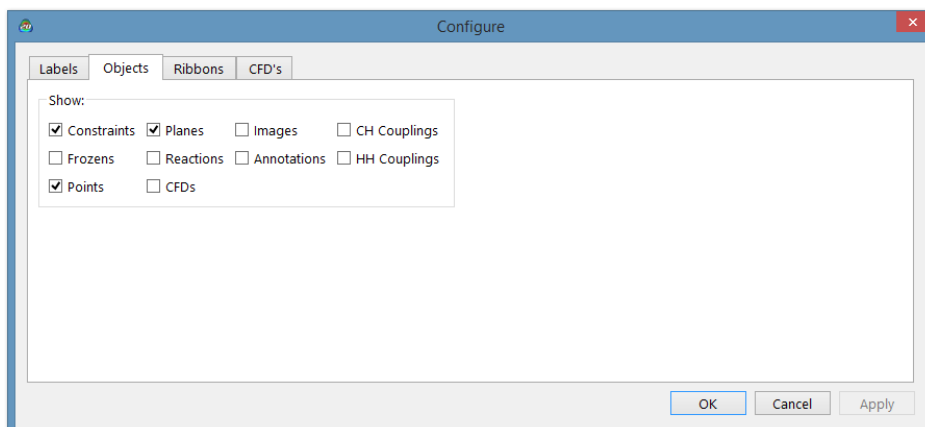 Configure
Labels Objects Ribbons CFD's
Show:
Constraints Planes Images CH Couplings
Frozens Reactions Annotations HH Couplings
Points CFDs
OK Cancel Apply